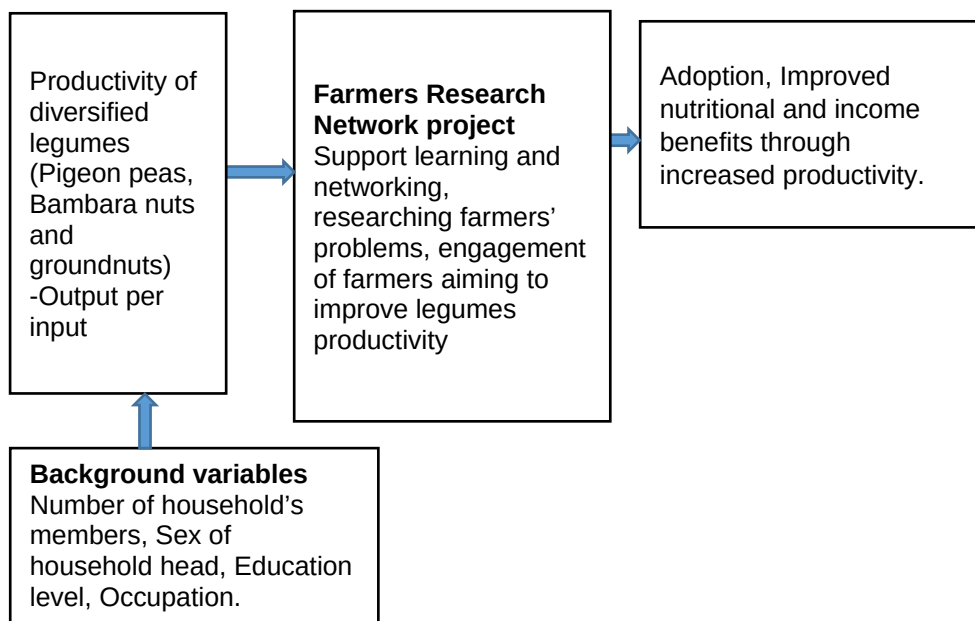 Productivity of
diversified
legumes
(Pigeon peas,
Bambara nuts
and
groundnuts)
-Output per
input
Farmers Research
Network project
Support learning and
networking,
researching farmers’
problems, engagement
of farmers aiming to
improve legumes
productivity
Adoption, Improved
nutritional and income
benefits through
increased productivity.
Background variables
Number of household’s
members, Sex of
household head, Education
level, Occupation.